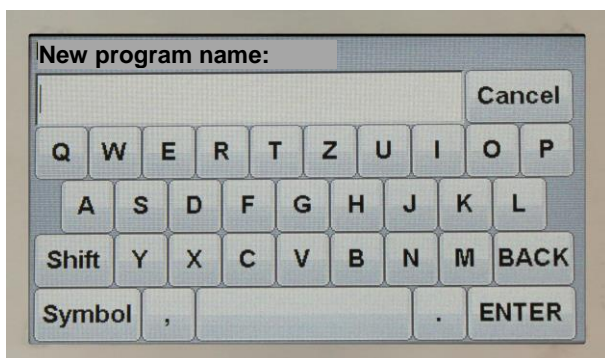 New program name:
Cancel
Q W E R T Z U I O P
A S D F G H J K L
Shift Y X C V B N M BACK
Symbol , . ENTER